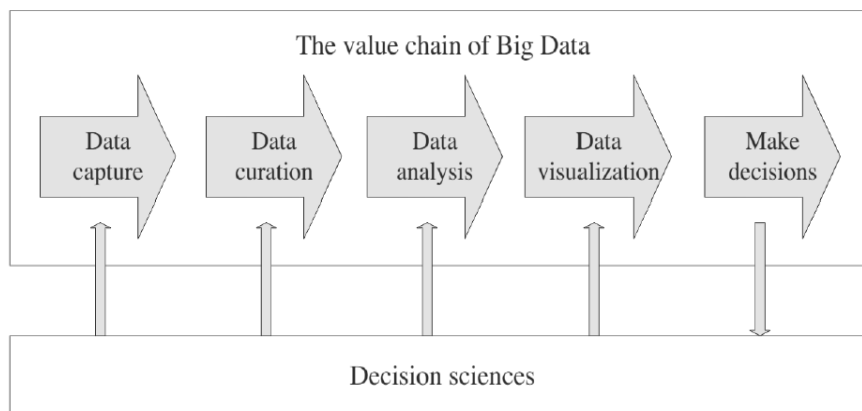 The value chain of Big Data
Data
capture
Data
curation
Data
analysis
Data
visualization
Make
decisions
Decision sciences